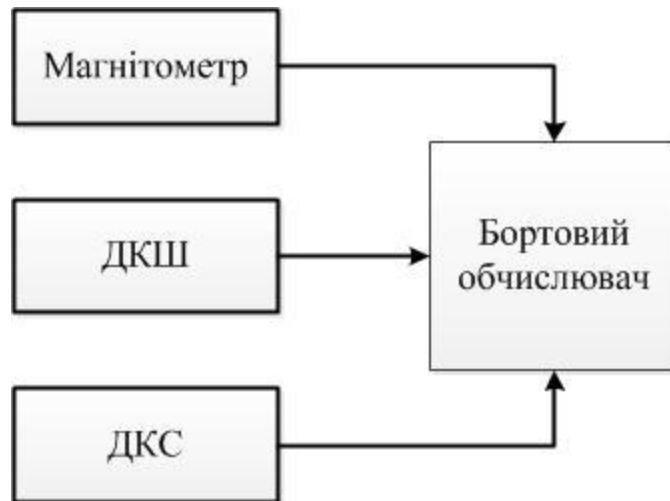 Магнітометр
ДКШ
Бортовий
обчислювач
ДКС